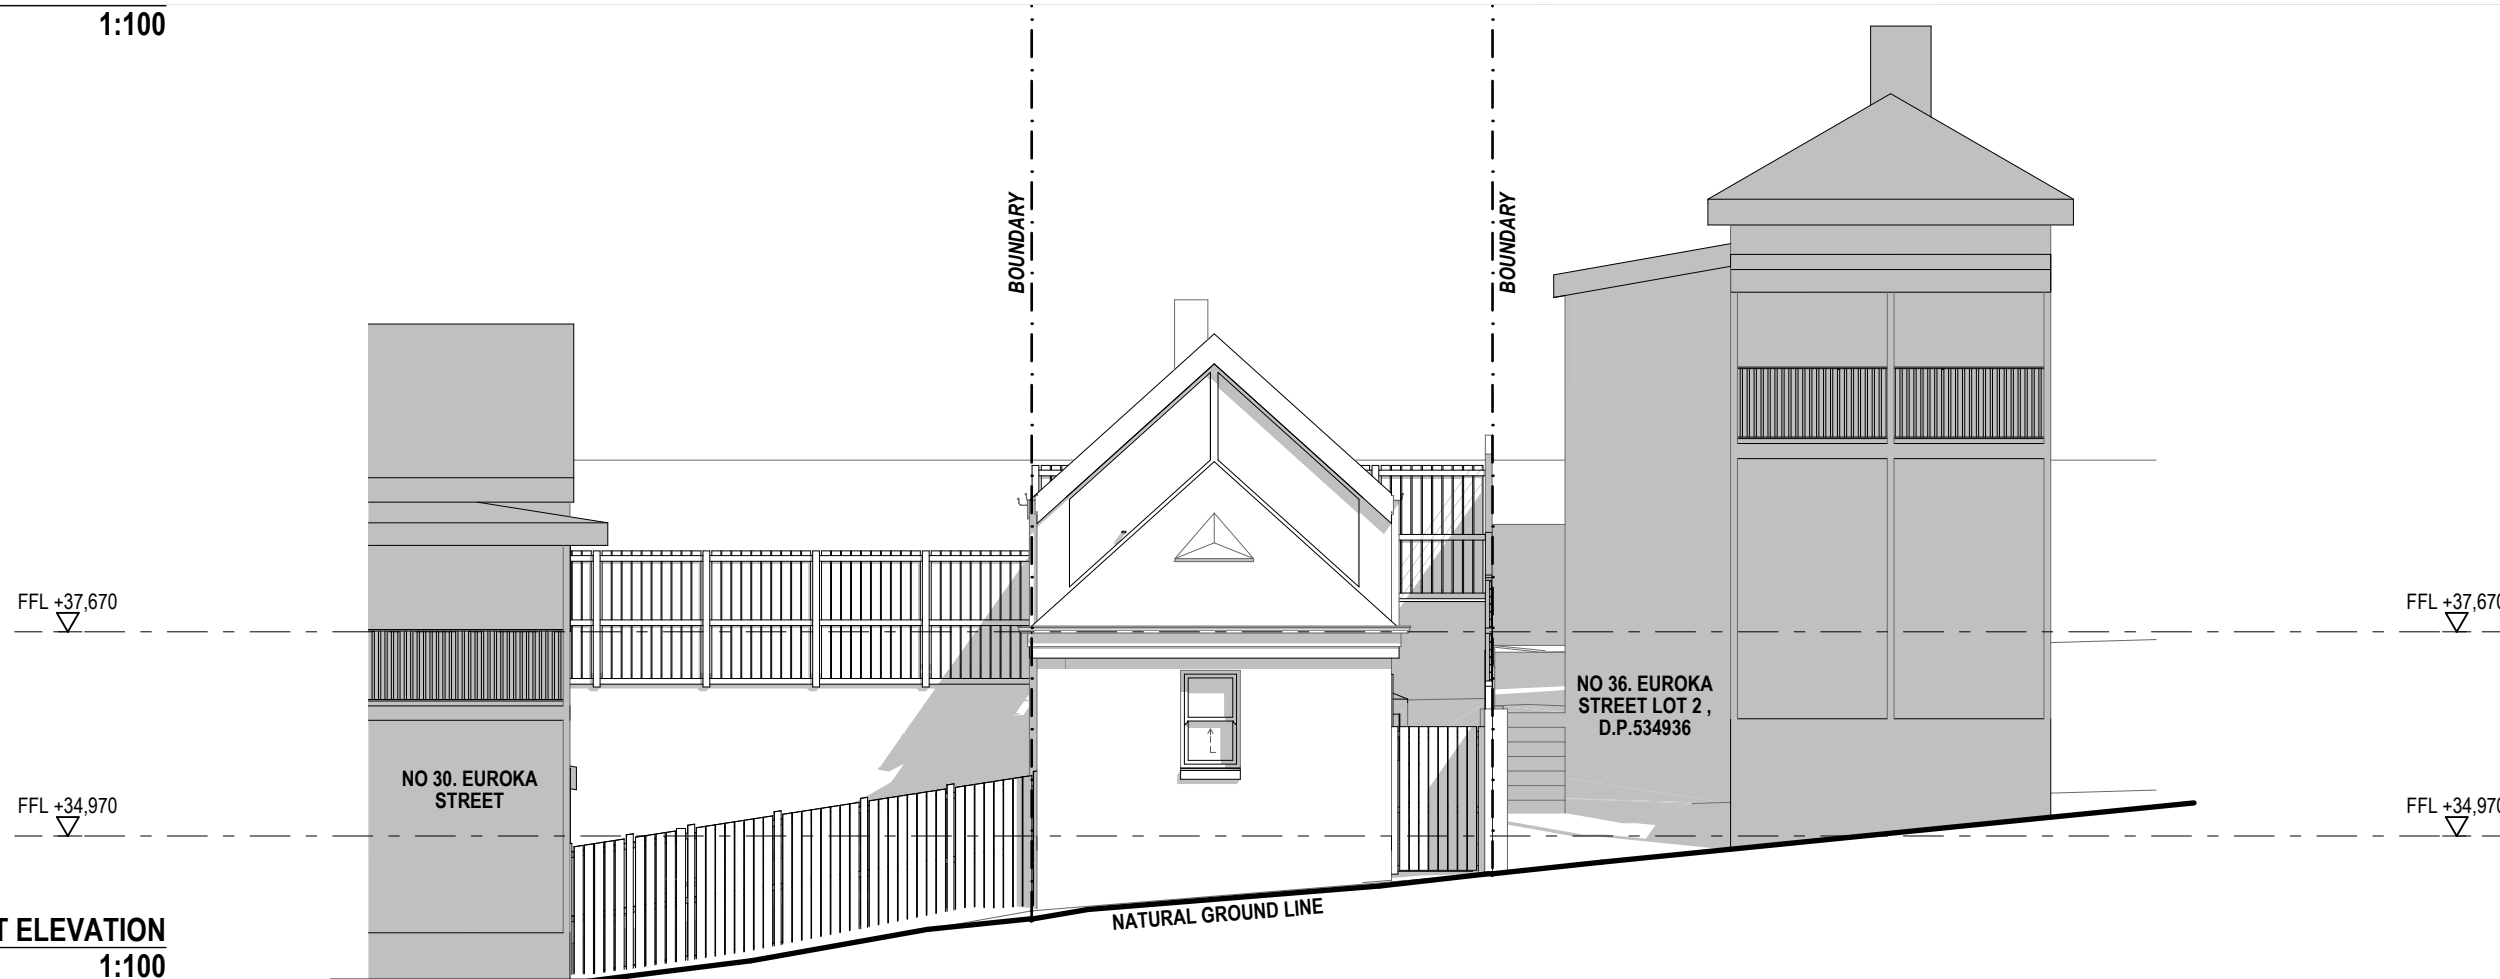 1:100
BOUNDARY
BOUNDARY
FFL +37,670
FFL +37,670
NO 36. EUROKA
STREET LOT 2 ,
D.P.534936
NO 30. EUROKA
STREET
FFL +34,970
FFL +34,970
NATURAL GROUND LINE
T ELEVATION
1:100